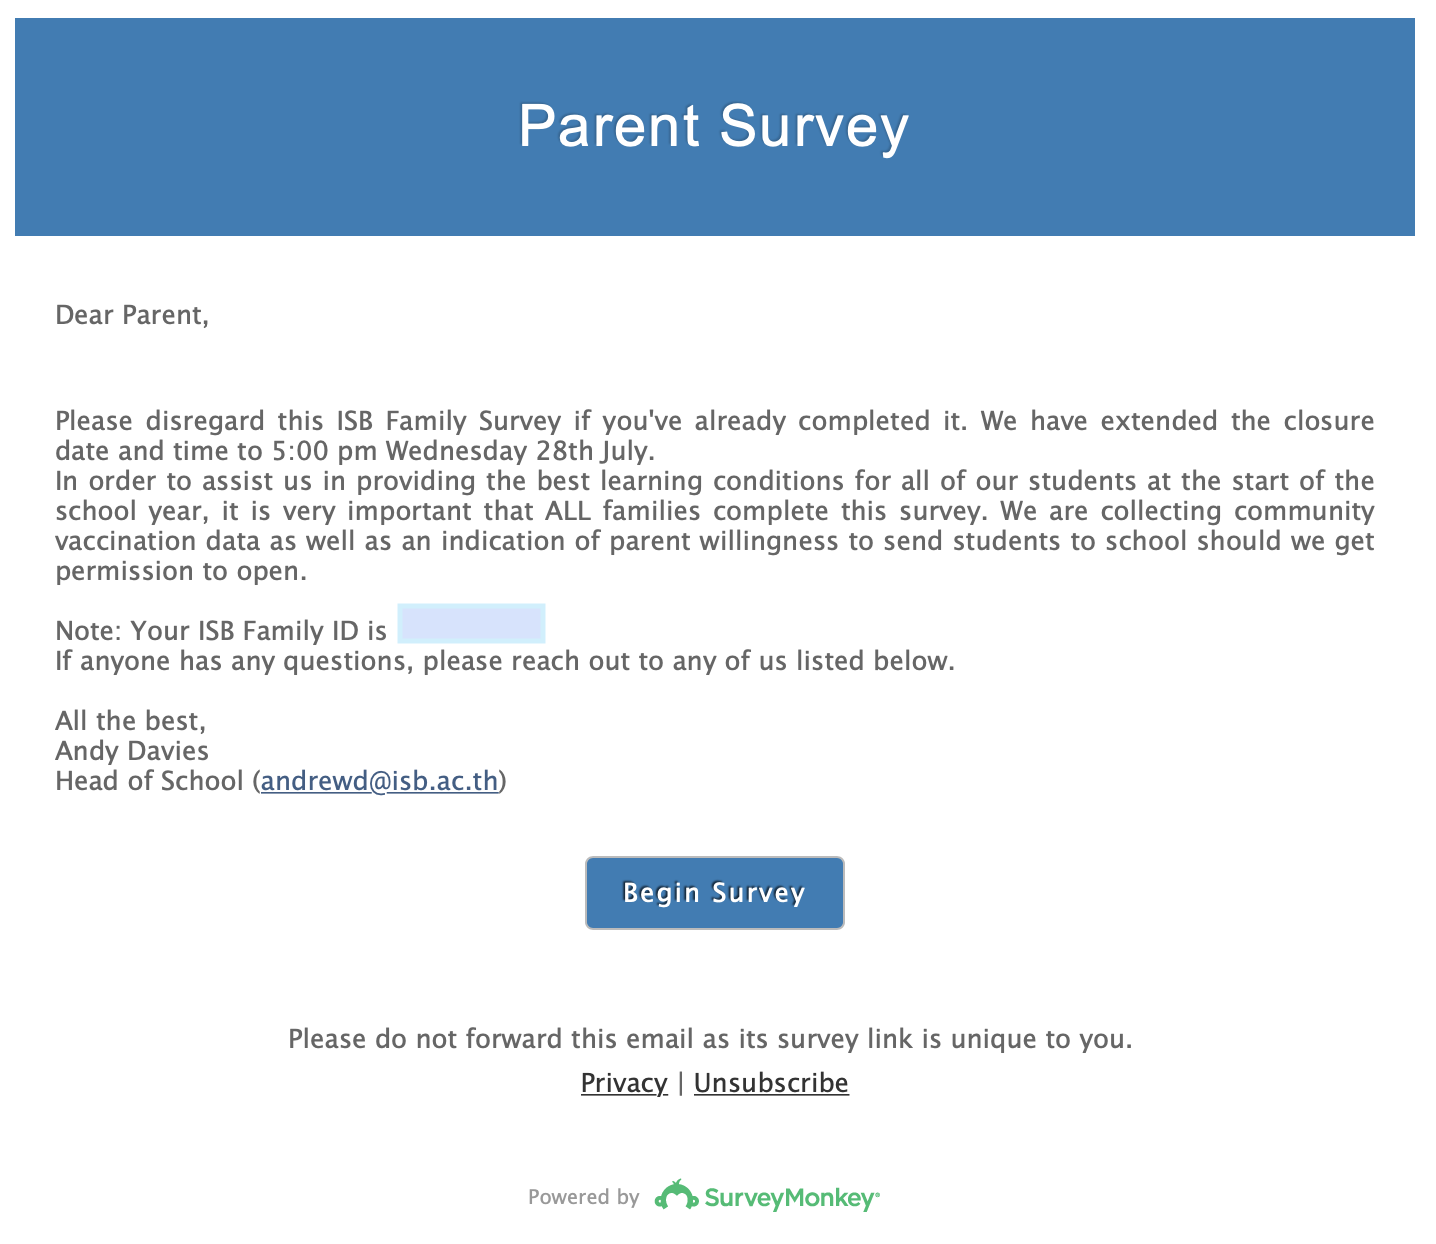 Parent Survey
Dear Parent,
Please disregard this ISB Family Survey if you've already completed it. We have extended the closure
date and time to 5:00 pm Wednesday 28th July.
In order to assist us in providing the best learning conditions for all of our students at the start of the
school year, it is very important that ALL families complete this survey. We are collecting community
vaccination data as well as an indication of parent willingness to send students to school should we get
permission to open.
Note: Your ISB Family ID is
If anyone has any questions, please reach out to any of us listed below.
All the best,
Andy Davies
Head of School (andrewd@isb.ac.th)
Begin Survey
Please do not forward this email as its survey link is unique to you.
Privacy | Unsubscribe
Powered by SurveyMonkey